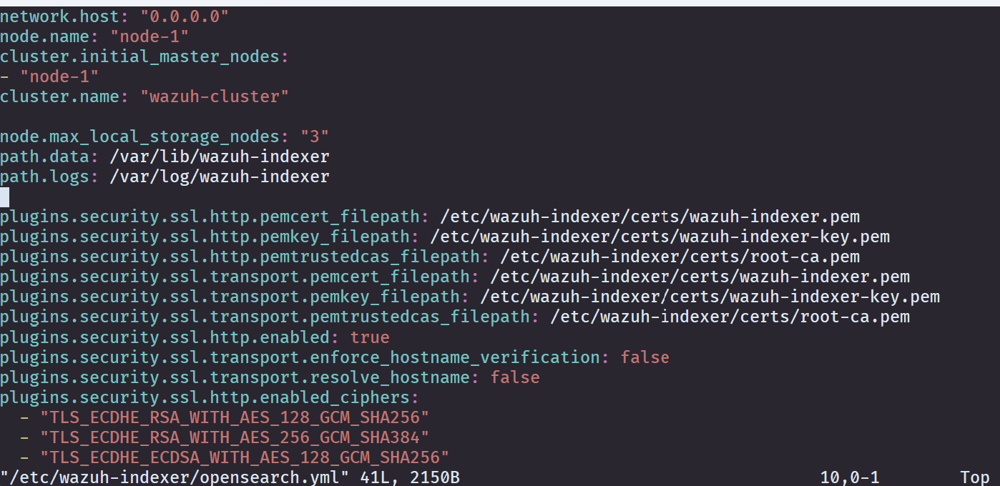 network.host: "0.0.0.0"
node.name: "node-1"
cluster.initial_master_nodes:
- "node-1"
cluster.name: "wazuh-cluster"
node.max_local_storage_nodes: "3"
path.data: /var/lib/wazuh-indexer
path.logs: /var/log/wazuh-indexer
plugins.security.ssl.http.pemcert_filepath: /etc/wazuh-indexer/certs/wazuh-indexer.pem
plugins.security.ssl.http.pemkey_filepath: /etc/wazuh-indexer/certs/wazuh-indexer-key.pem
plugins.security.ssl.http.pemtrustedcas_filepath: /etc/wazuh-indexer/certs/root-ca.pem
plugins.security.ssl.transport.pemcert_filepath: /etc/wazuh-indexer/certs/wazuh-indexer.pem
plugins.security.ssl.transport.pemkey_filepath: /etc/wazuh-indexer/certs/wazuh-indexer-key.pem
plugins.security.ssl.transport.pemtrustedcas_filepath: /etc/wazuh-indexer/certs/root-ca.pem
plugins.security.ssl.http.enabled: true
plugins.security.ssl.transport.enforce_hostname_verification: false
plugins.security.ssl.transport.resolve_hostname: false
plugins.security.ssl.http.enabled_ciphers:
  - "TLS_ECDHE_RSA_WITH_AES_128_GCM_SHA256"
  - "TLS_ECDHE_RSA_WITH_AES_256_GCM_SHA384"
  - "TLS_ECDHE_ECDSA_WITH_AES_128_GCM_SHA256"
"/etc/wazuh-indexer/opensearch.yml" 41L, 2150B 10,0-1 Top